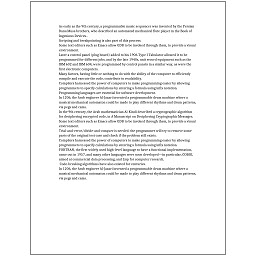 as early as the 9th century, a programmable music sequencer was invented by the Persian
Banu Musa brothers, who described an automated mechanical flute player in the Book of
Ingenious Devices.
Scripting and breakpointing is also part of this process.
Some text editors such as Emacs allow GDB to be invoked through them, to provide a visual
environment.
Later a control panel (plug board) added to his 1906 Type I Tabulator allowed it to be
programmed for different jobs, and by the late 1940s, unit record equipment such as the
IBM 602 and IBM 604, were programmed by control panels in a similar way, as were the
first electronic computers.
Many factors, having little or nothing to do with the ability of the computer to efficiently
compile and execute the code, contribute to readability.
Compilers harnessed the power of computers to make programming easier by allowing
programmers to specify calculations by entering a formula using infix notation.
Programming languages are essential for software development.
In 1206, the Arab engineer Al-Jazari invented a programmable drum machine where a
musical mechanical automaton could be made to play different rhythms and drum patterns,
via pegs and cams.
In the 9th century, the Arab mathematician Al-Kindi described a cryptographic algorithm
for deciphering encrypted code, in A Manuscript on Deciphering Cryptographic Messages.
Some text editors such as Emacs allow GDB to be invoked through them, to provide a visual
environment.
Trial-and-error/divide-and-conquer is needed: the programmer will try to remove some
parts of the original test case and check if the problem still exists.
Compilers harnessed the power of computers to make programming easier by allowing
programmers to specify calculations by entering a formula using infix notation.
FORTRAN, the first widely used high-level language to have a functional implementation,
came out in 1957, and many other languages were soon developed—in particular, COBOL
aimed at commercial data processing, and Lisp for computer research.
Code-breaking algorithms have also existed for centuries.
In 1206, the Arab engineer Al-Jazari invented a programmable drum machine where a
musical mechanical automaton could be made to play different rhythms and drum patterns,
via pegs and cams.